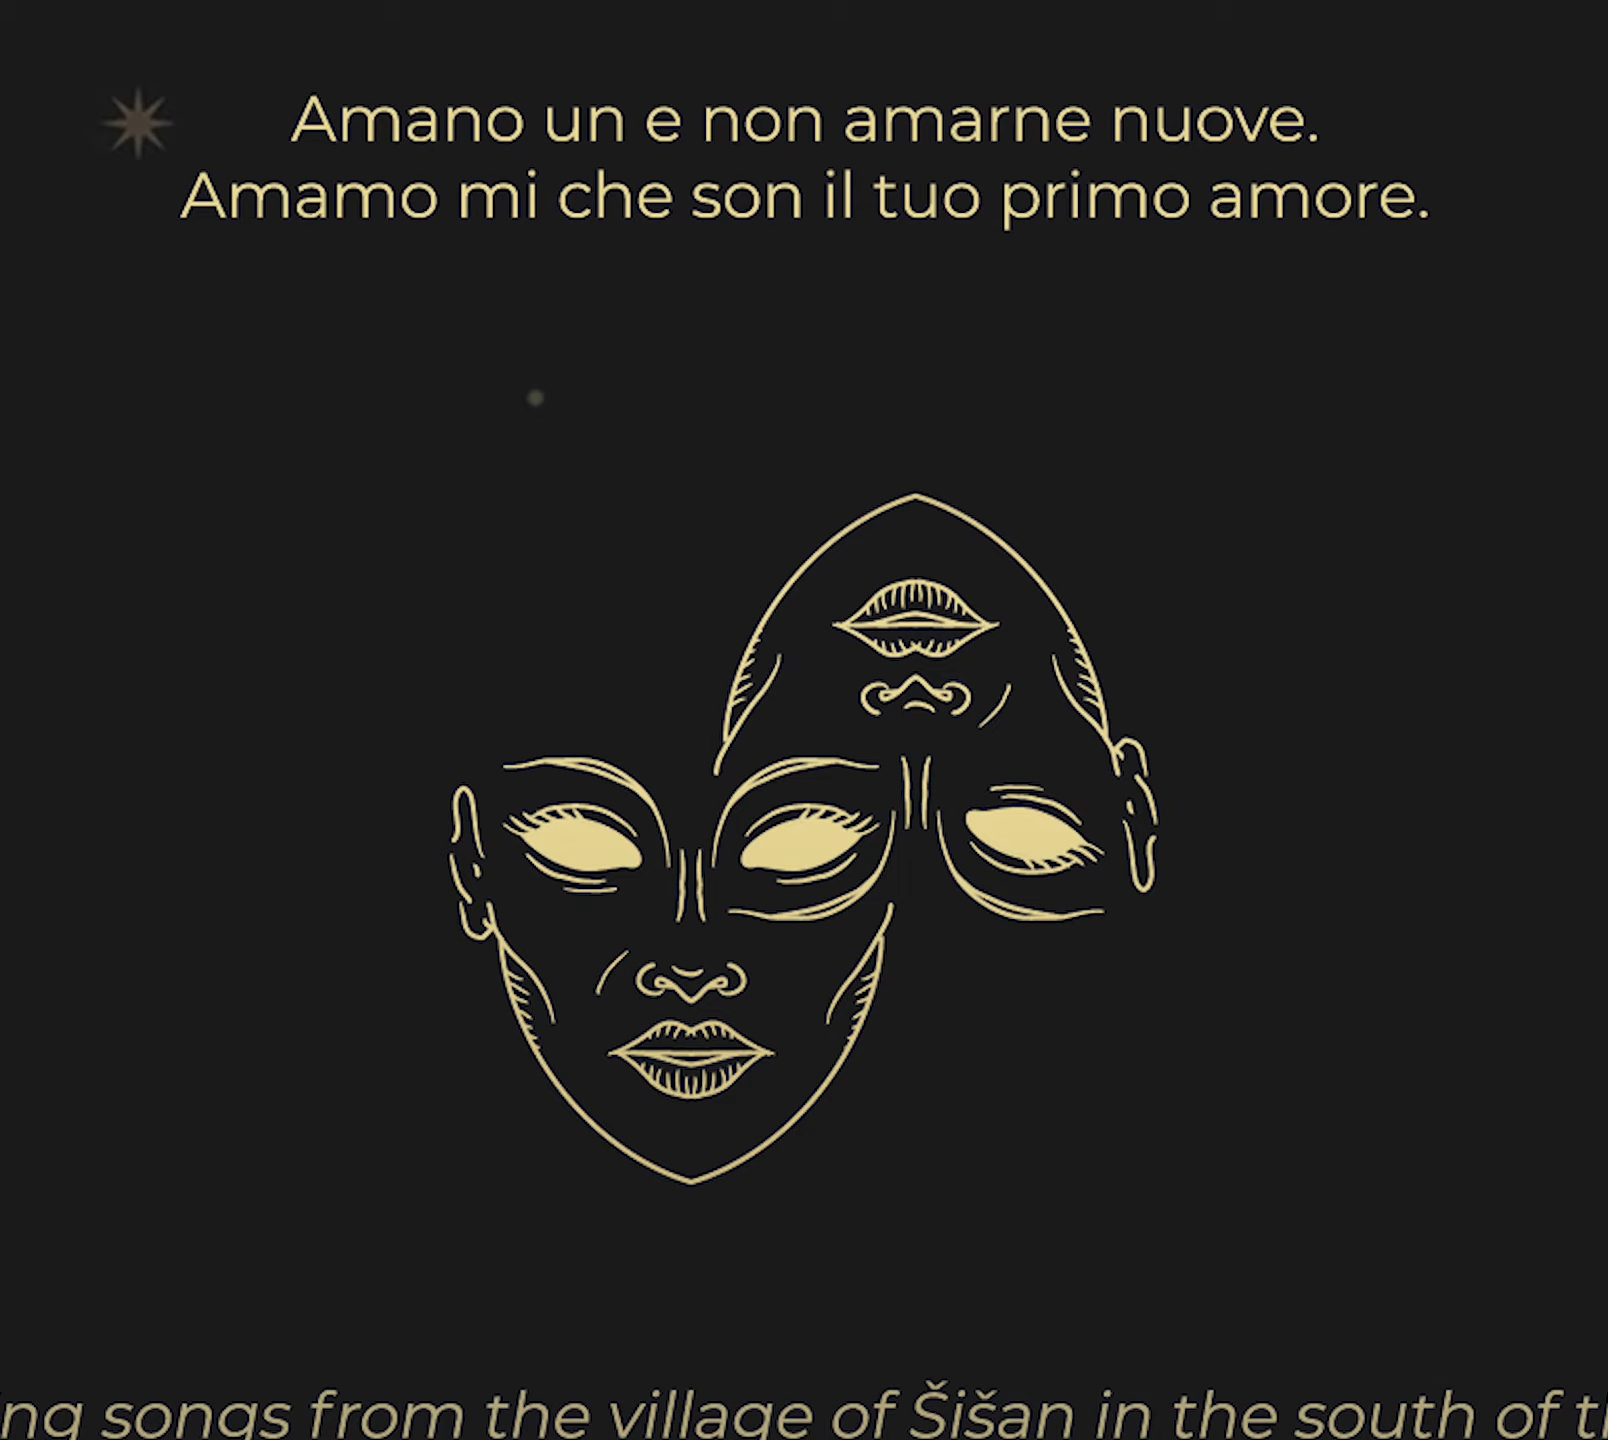 Amano un e non amarne nuove.
Amamo mi che son il tuo primo amore.
songs from the village of Šišan in the south of